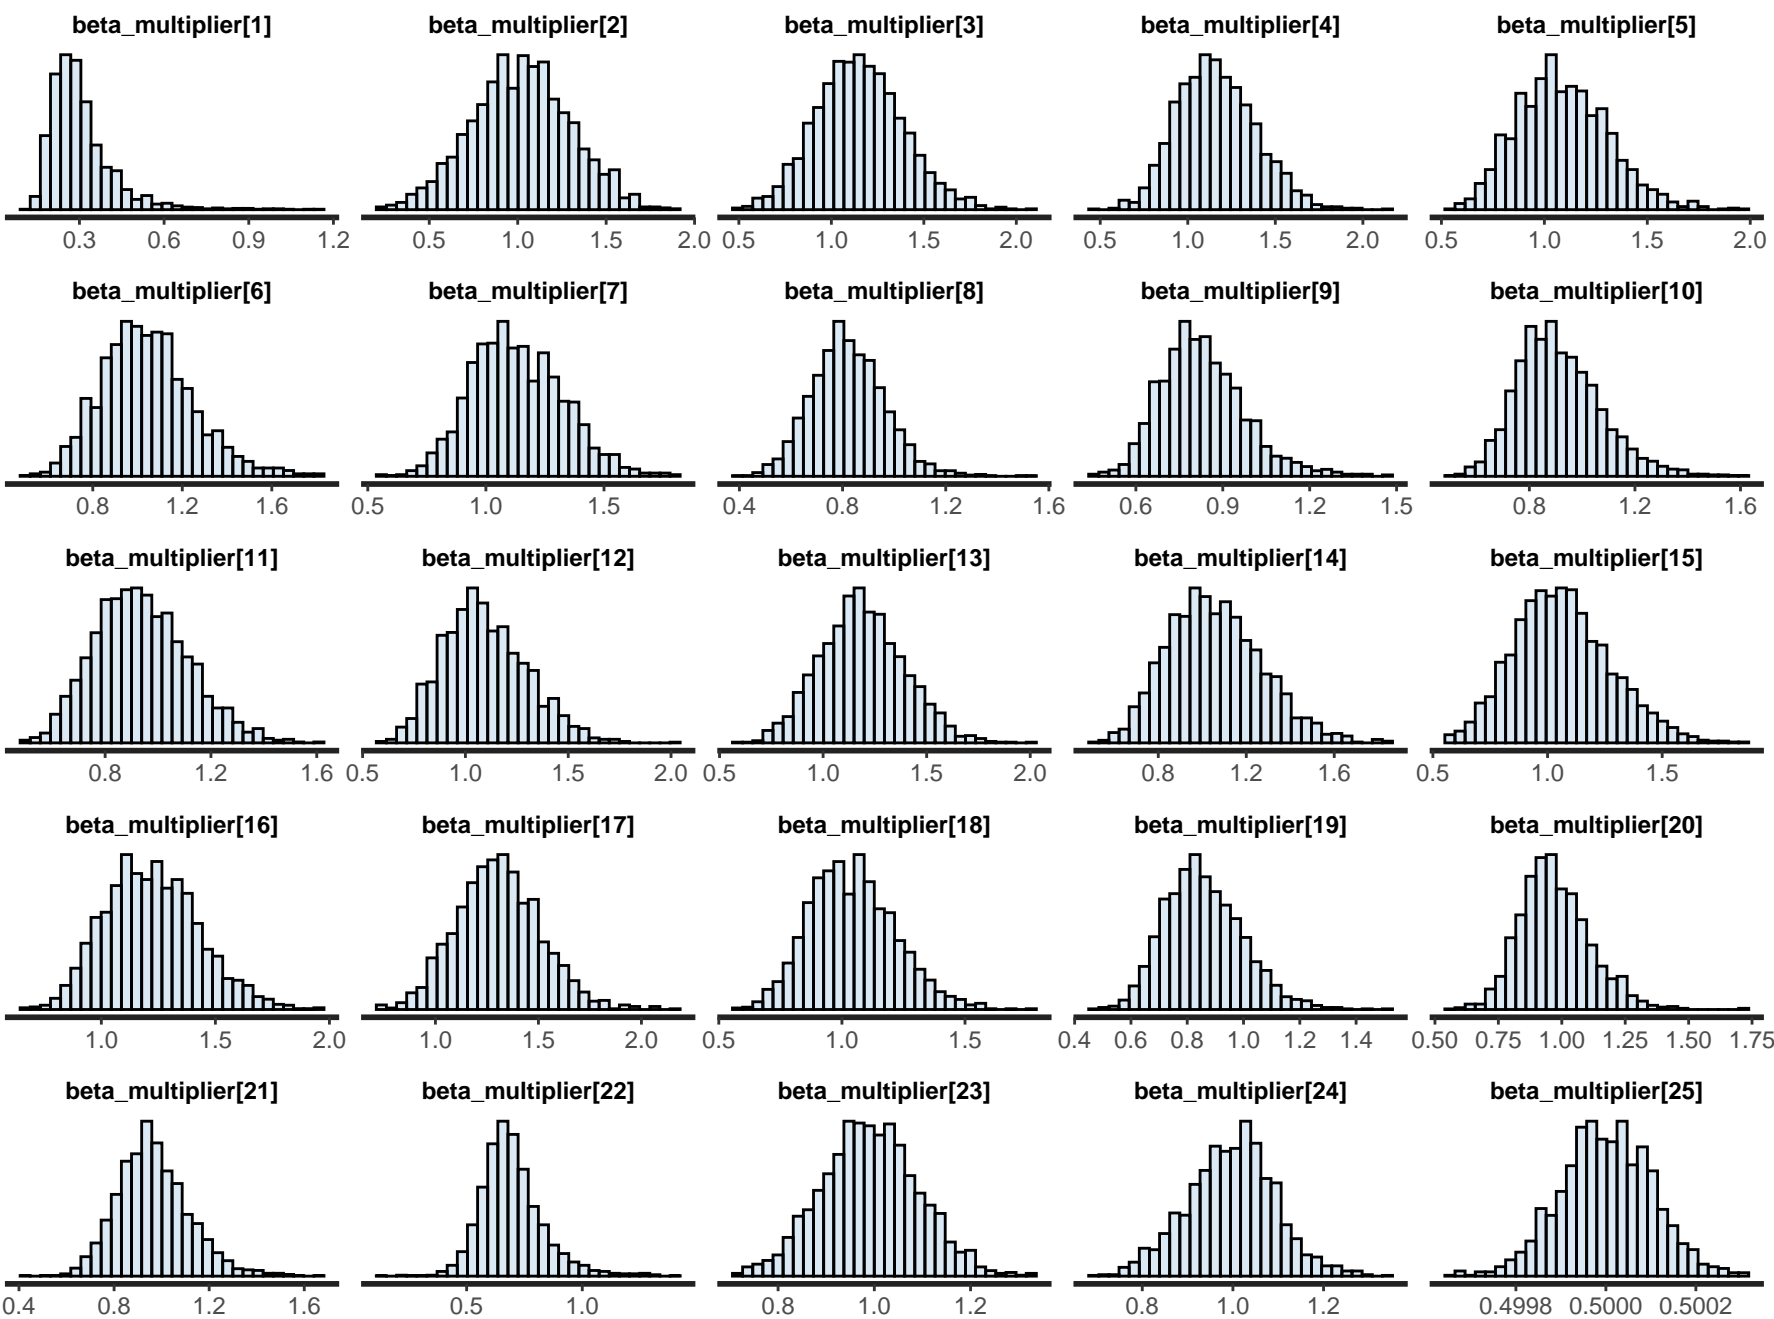 beta_multiplier[1] beta_multiplier[2] beta_multiplier[3] beta_multiplier[4] beta_multiplier[5]
0.3 0.6 0.9 1.2 0.5 1.0 1.5 2.0 0.5 1.0 1.5 2.0 0.5 1.0 1.5 2.0 0.5 1.0 1.5 2.0
beta_multiplier[6] beta_multiplier[7] beta_multiplier[8] beta_multiplier[9] beta_multiplier[10]
0.8 1.2 1.6 0.5 1.0 1.5 0.4 0.8 1.2 1.6 0.6 0.9 1.2 1.5 0.8 1.2 1.6
beta_multiplier[11] beta_multiplier[12] beta_multiplier[13] beta_multiplier[14] beta_multiplier[15]
0.8 1.2 1.6 0.5 1.0 1.5 2.0 0.5 1.0 1.5 2.0 0.8 1.2 1.6 0.5 1.0 1.5
beta_multiplier[16] beta_multiplier[17] beta_multiplier[18] beta_multiplier[19] beta_multiplier[20]
1.0 1.5 2.0 1.0 1.5 2.0 0.5 1.0 1.5 0.4 0.6 0.8 1.0 1.2 1.4 0.50 0.75 1.00 1.25 1.50 1.75
beta_multiplier[21] beta_multiplier[22] beta_multiplier[23] beta_multiplier[24] beta_multiplier[25]
0.4 0.8 1.2 1.6 0.5 1.0 0.8 1.0 1.2 0.8 1.0 1.2 0.4998 0.5000 0.5002